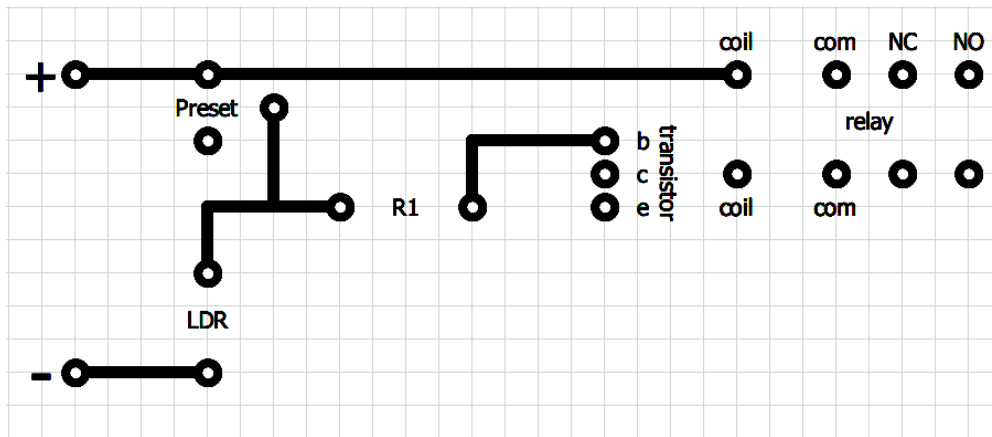 coil com NC NO
+
Preset
relay
b
transistor
c
R1
e
coil com
LDR
-